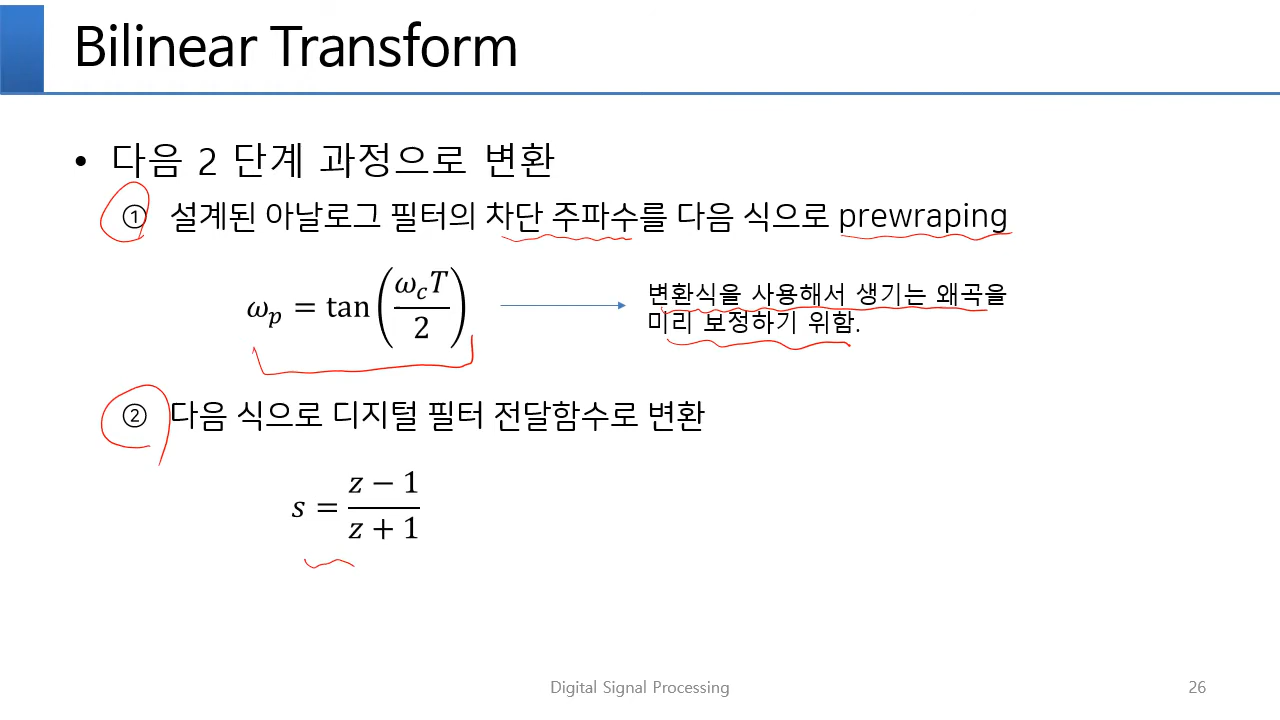 Bilinear Transform
• 다음 2 단계 과정으로 변환
① 설계된 아날로그 필터의 차단 주파수를 다음 식으로 prewraping
ω_p = tan(ω_c T / 2)
변환식을 사용해서 생기는 왜곡을
미리 보정하기 위함.
② 다음 식으로 디지털 필터 전달함수로 변환
s = (z − 1) / (z + 1)
Digital Signal Processing
26